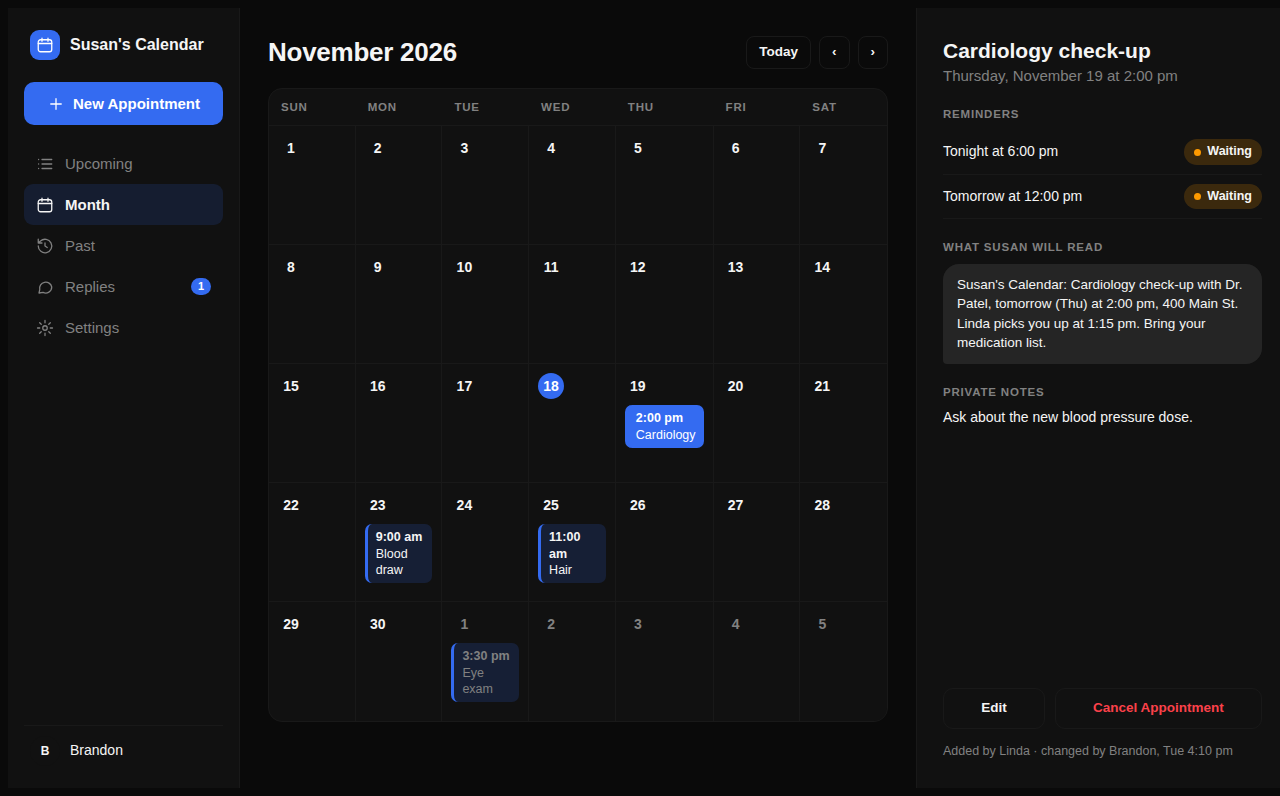 Susan's Calendar
New Appointment
Upcoming
Month
Past
Replies 1
Settings
B Brandon
November 2026
Today ‹ ›
SUN MON TUE WED THU FRI SAT
1 2 3 4 5 6 7
8 9 10 11 12 13 14
15 16 17 18 19 20 21
2:00 pm
Cardiology
22 23 24 25 26 27 28
9:00 am
Blood
draw
11:00
am
Hair
29 30 1 2 3 4 5
3:30 pm
Eye
exam
Cardiology check-up
Thursday, November 19 at 2:00 pm
REMINDERS
Tonight at 6:00 pm Waiting
Tomorrow at 12:00 pm Waiting
WHAT SUSAN WILL READ
Susan's Calendar: Cardiology check-up with Dr.
Patel, tomorrow (Thu) at 2:00 pm, 400 Main St.
Linda picks you up at 1:15 pm. Bring your
medication list.
PRIVATE NOTES
Ask about the new blood pressure dose.
Edit Cancel Appointment
Added by Linda · changed by Brandon, Tue 4:10 pm